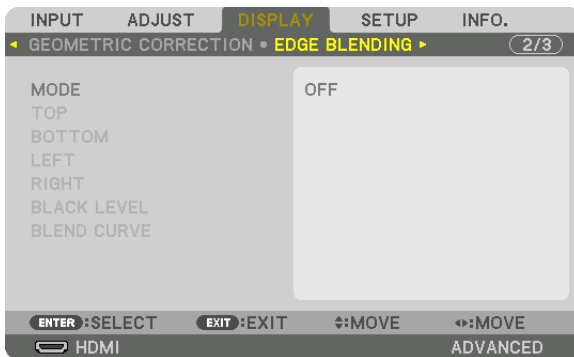 INPUT ADJUST DISPLAY SETUP INFO.
GEOMETRIC CORRECTION • EDGE BLENDING 2/3
MODE OFF
TOP
BOTTOM
LEFT
RIGHT
BLACK LEVEL
BLEND CURVE
ENTER :SELECT EXIT :EXIT :MOVE :MOVE
HDMI ADVANCED